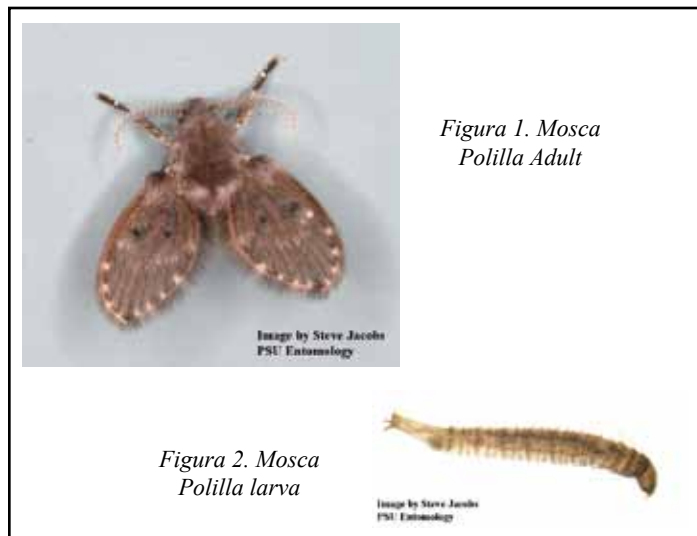 Figura 1. Mosca
Polilla Adult
Image by Steve Jacobs
PSU Entomology
Figura 2. Mosca
Polilla larva
Image by Steve Jacobs
PSU Entomology